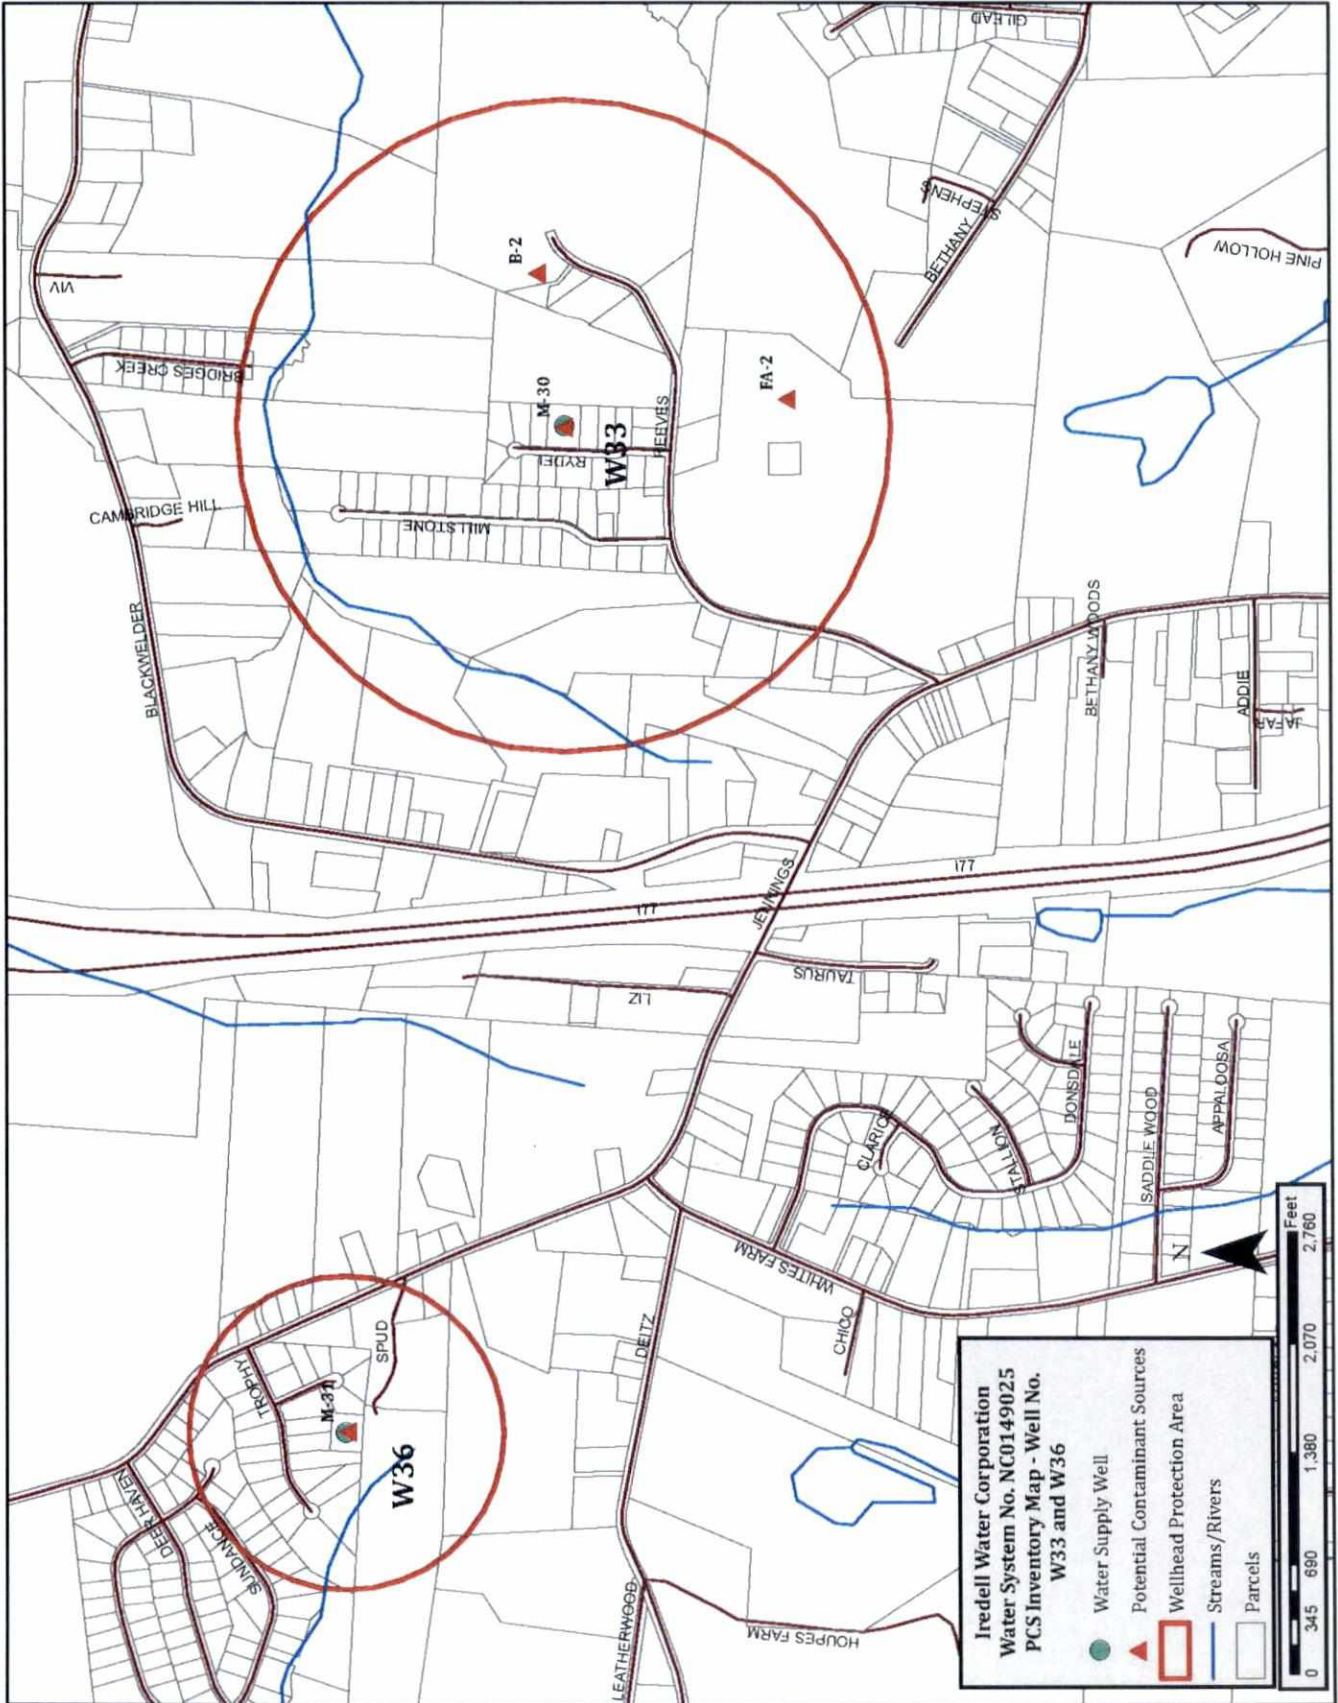 GILEAD
VIV
BRIDGES CREEK
CAMBRIDGE HILL
BLACKWELDER
B-2
STEPHENS
BETHANY
PINE HOLLOW
M-30
FA-2
RYDEL
W33
REEVES
MILLSTONE
BETHANY WOODS
ADDIE
JAFAR
I77
I77
JENNINGS
LIZ
TAURUS
CLARICE
STALLION
DONSDALE
SADDLE WOOD
APPALOOSA
WHITES FARM
CHICO
DEITZ
SPUD
TROPHY
M-31
W36
DEER HAVEN
SUNDANCE
LEATHERWOOD
HOUPES FARM
N
Iredell Water Corporation
Water System No. NC0149025
PCS Inventory Map - Well No.
W33 and W36
Water Supply Well
Potential Contaminant Sources
Wellhead Protection Area
Streams/Rivers
Parcels
0 345 690 1,380 2,070 2,760
Feet